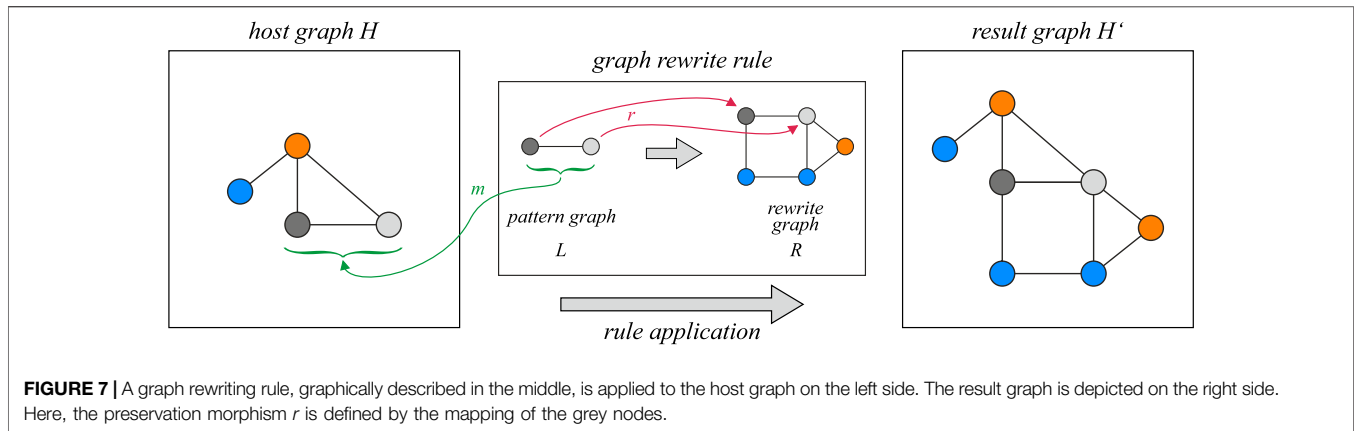 host graph H
graph rewrite rule
result graph H‘
r
m
pattern graph
L
rewrite
graph
R
rule application
FIGURE 7 | A graph rewriting rule, graphically described in the middle, is applied to the host graph on the left side. The result graph is depicted on the right side.
Here, the preservation morphism r is defined by the mapping of the grey nodes.